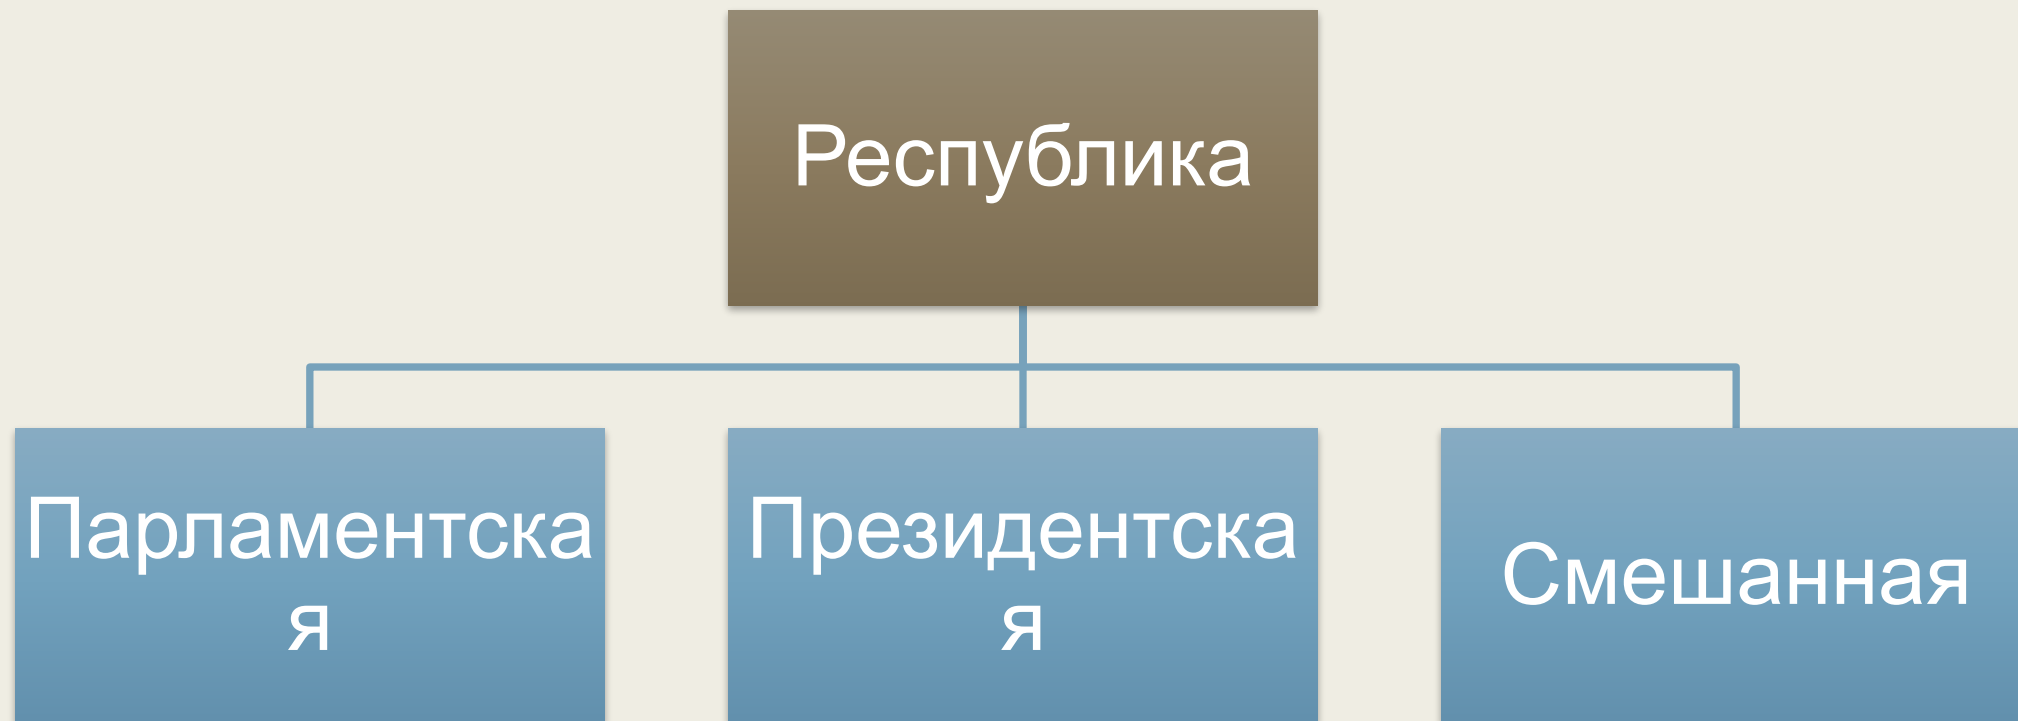 Республика
Парламентска
я
Президентска
я
Смешанная